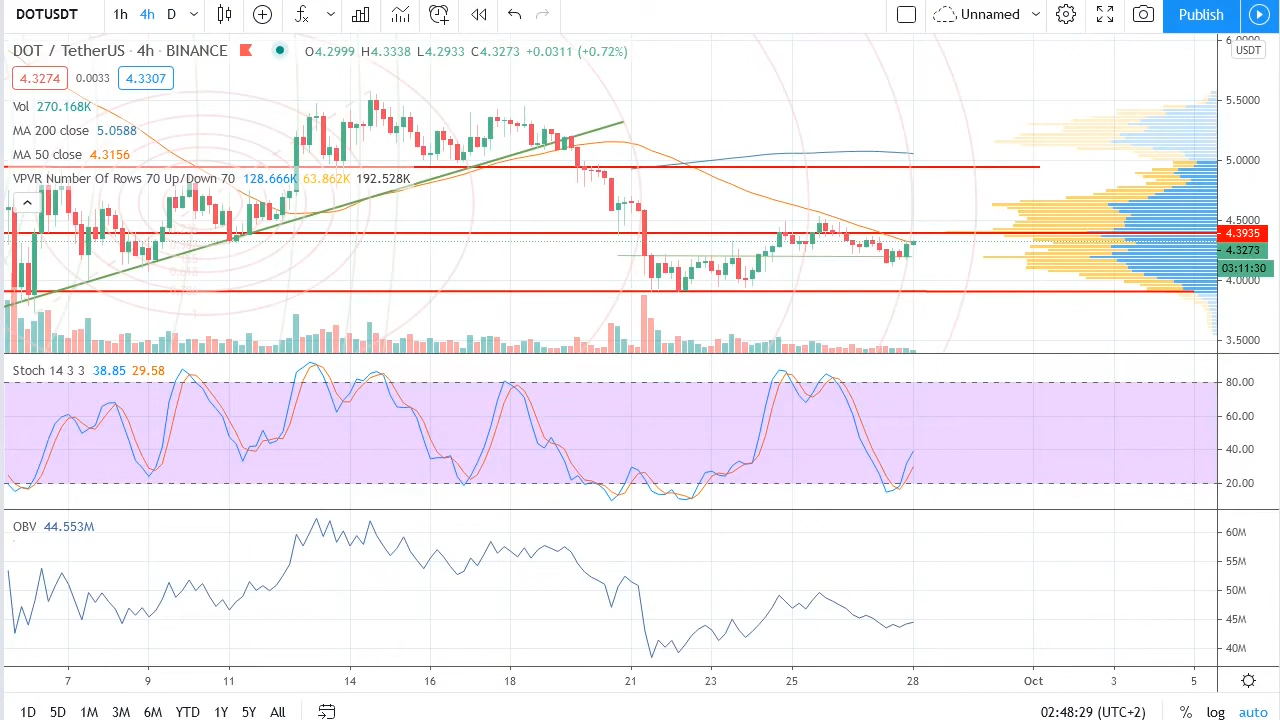 DOTUSDT 1h 4h D Unnamed Publish
DOT / TetherUS · 4h · BINANCE O4.2999 H4.3338 L4.2933 C4.3273 +0.0311 (+0.72%)
4.3274 0.0033 4.3307
Vol 270.168K
MA 200 close 5.0588
MA 50 close 4.3156
VPVR Number Of Rows 70 Up/Down 70 128.666K 63.862K 192.528K
6.0000
USDT
5.5000
5.0000
4.5000
4.3935
4.3273
03:11:30
4.0000
3.5000
Stoch 14 3 3 38.85 29.58
80.00
60.00
40.00
20.00
OBV 44.553M
60M
50M
45M
40M
7 9 11 14 16 18 21 23 25 28 Oct 3 5
1D 5D 1M 3M 6M YTD 1Y 5Y All 02:48:29 (UTC+2) % log auto